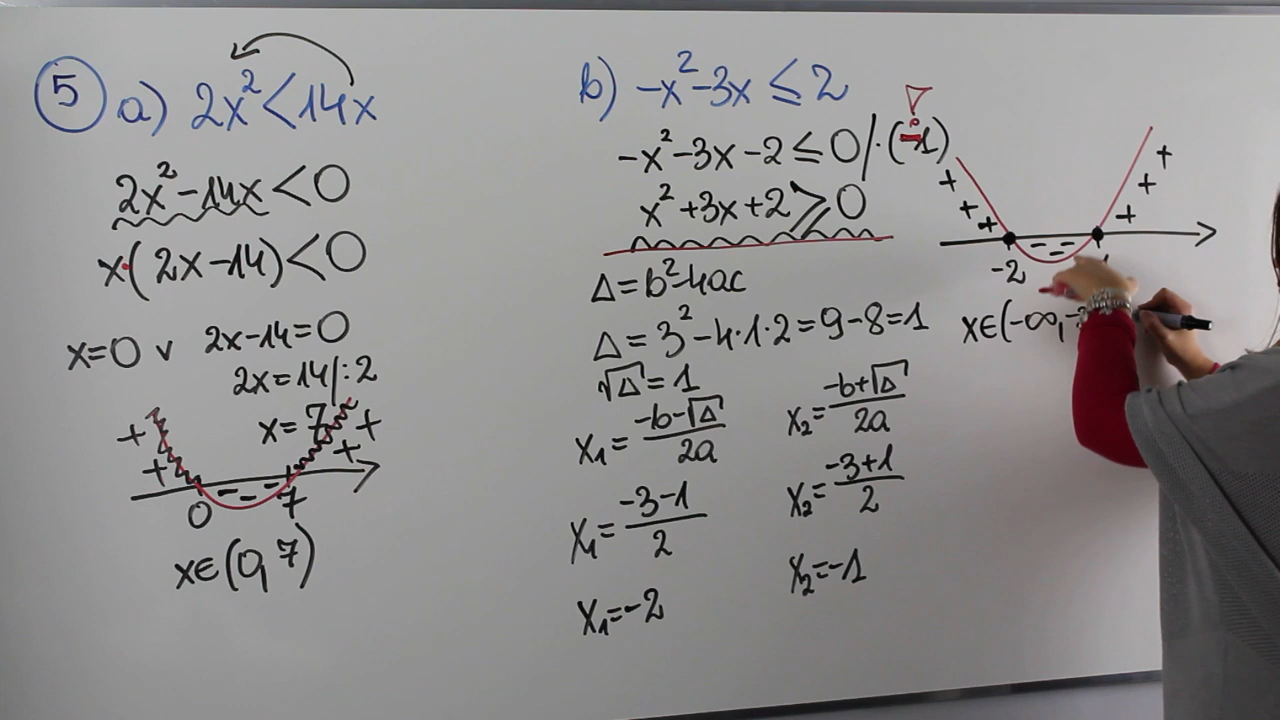 5 a) 2x² < 14x
2x² - 14x < 0
x·(2x - 14) < 0
x = 0 v 2x - 14 = 0
2x = 14 /: 2
x = 7
+ + + +
- - -
0 7
x ∈ (0, 7)
b) -x² - 3x ≤ 2
-x² - 3x - 2 ≤ 0 /·(-1)
x² + 3x + 2 ≥ 0
Δ = b² - 4ac
Δ = 3² - 4·1·2 = 9 - 8 = 1
√Δ = 1
x₁ = (-b - √Δ)/2a
x₁ = (-3 - 1)/2
x₁ = -2
x₂ = (-b + √Δ)/2a
x₂ = (-3 + 1)/2
x₂ = -1
+ + + + + +
- - -
-2
x ∈ (-∞, -